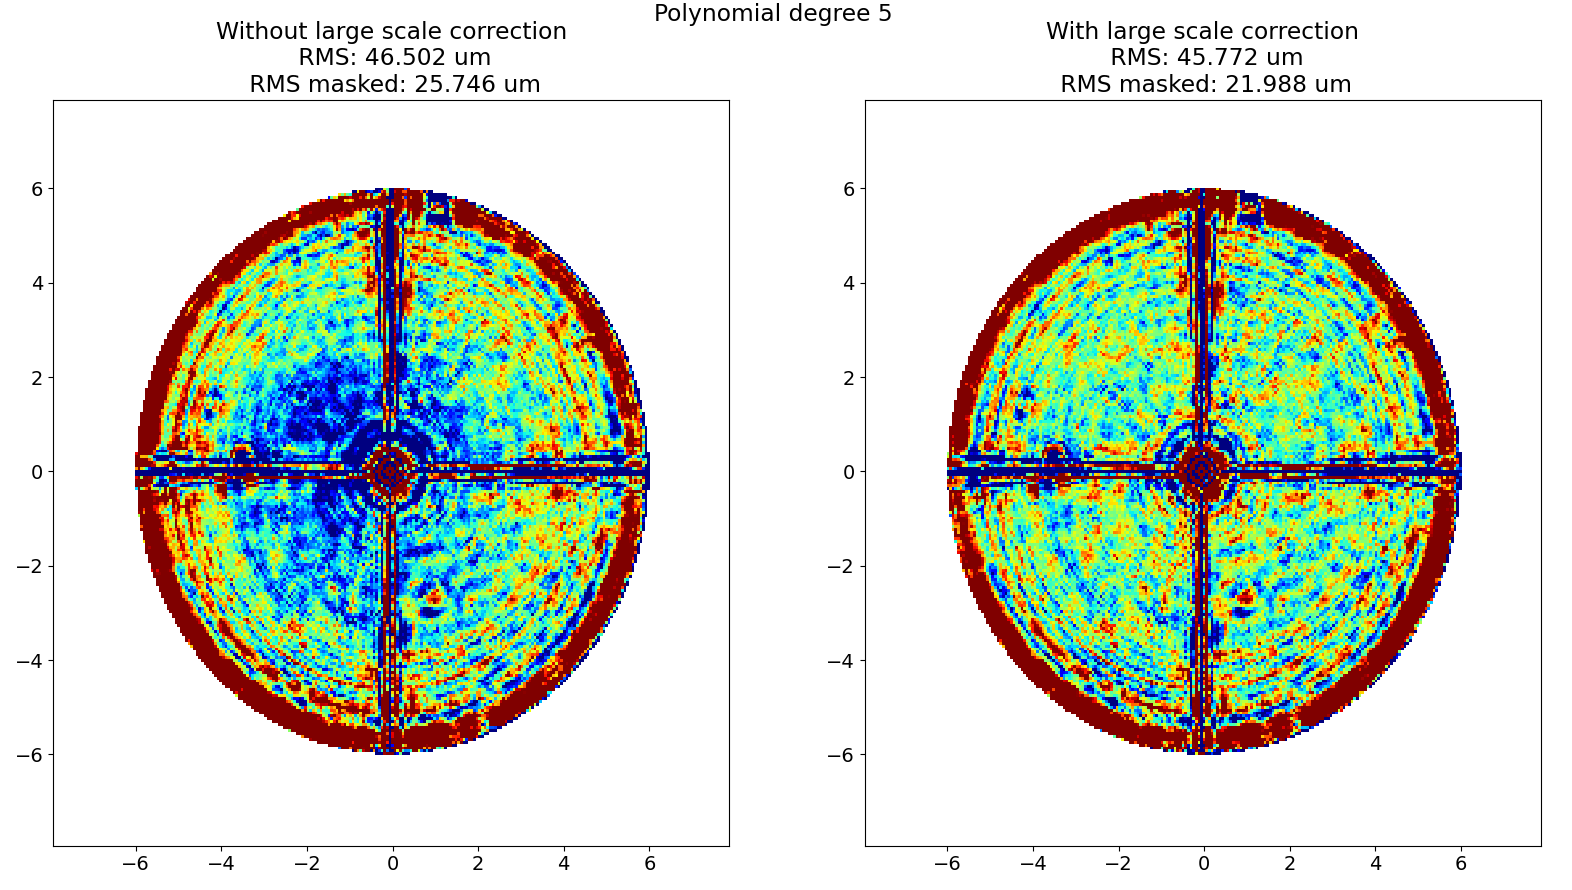 Polynomial degree 5
Without large scale correction
RMS: 46.502 um
RMS masked: 25.746 um
With large scale correction
RMS: 45.772 um
RMS masked: 21.988 um
6
4
2
0
−2
−4
−6
−6 −4 −2 0 2 4 6
6
4
2
0
−2
−4
−6
−6 −4 −2 0 2 4 6